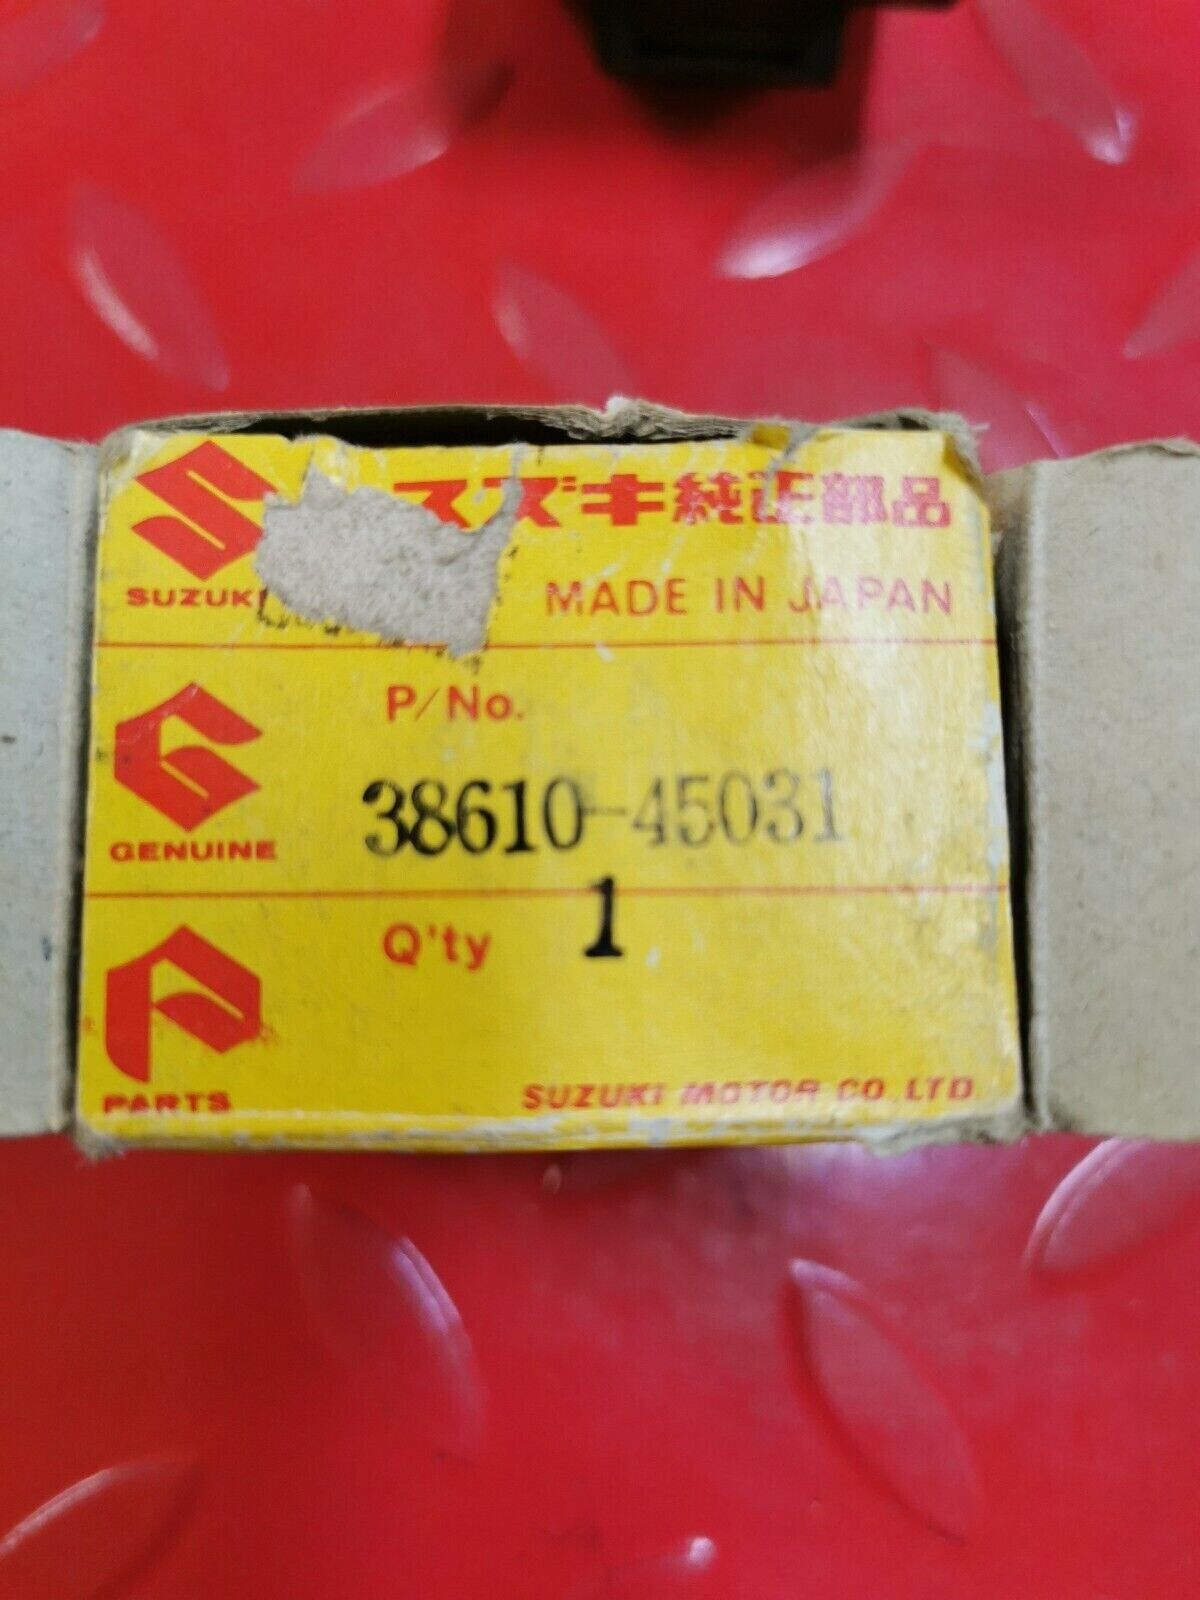 スズキ純正部品
SUZUKI
MADE IN JAPAN
P/No.
38610-45031
GENUINE
Q'ty 1
PARTS
SUZUKI MOTOR CO.,LTD